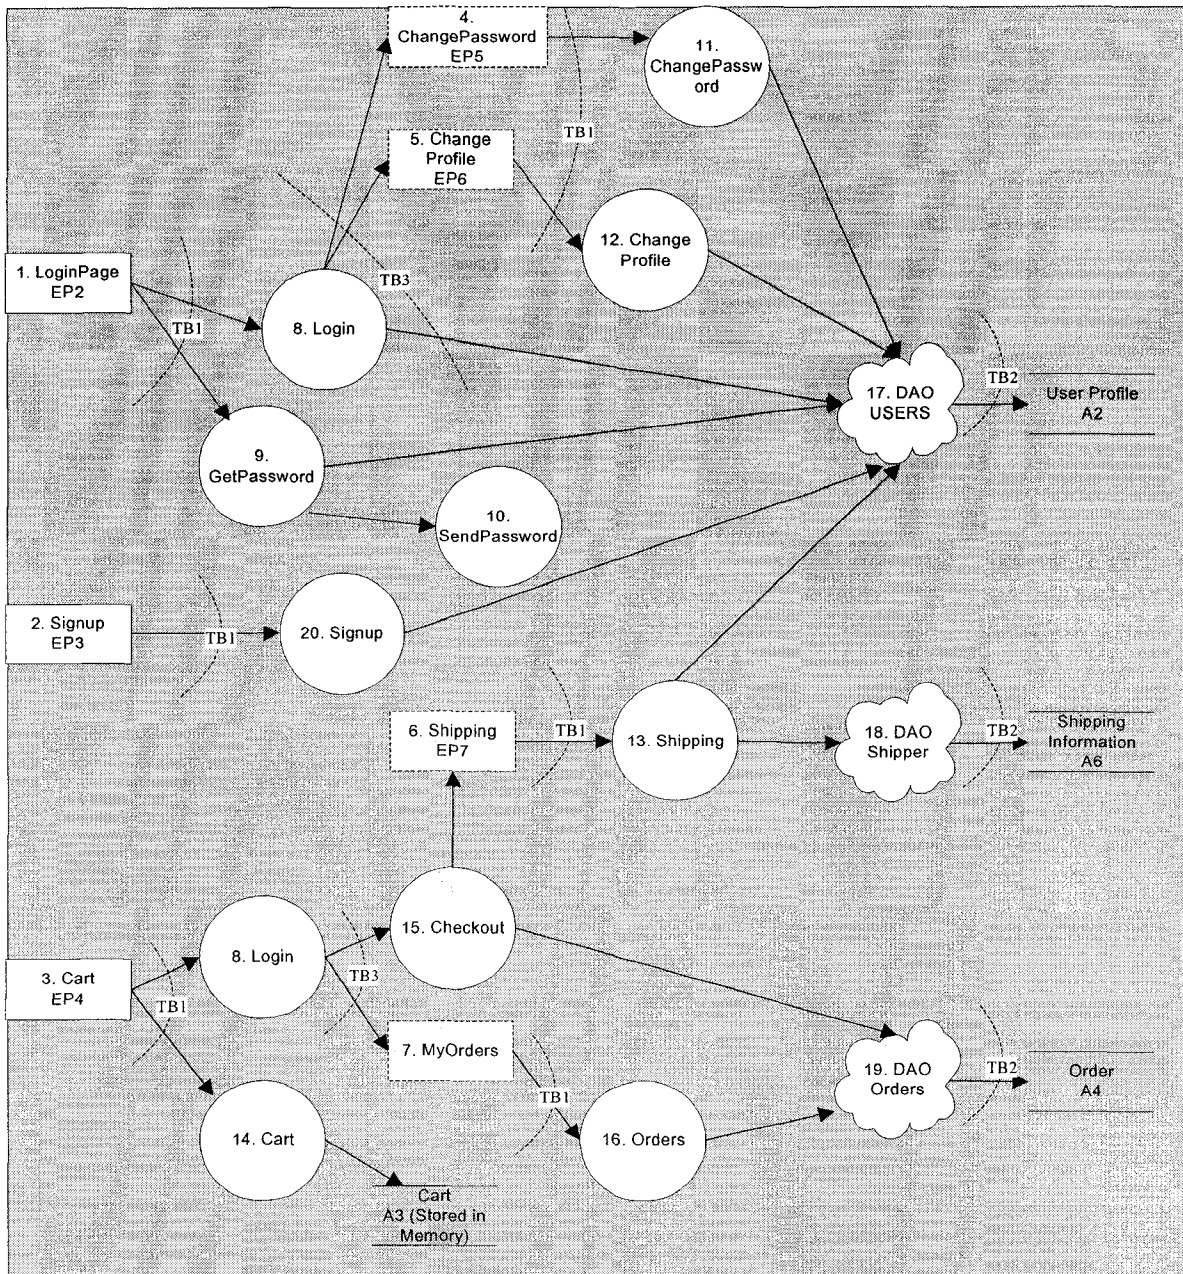 4.
ChangePassword
EP5
11.
ChangePassw
ord
TB1
5. Change
Profile
EP6
12. Change
Profile
1. LoginPage
EP2
TB1
8. Login
TB3
17. DAO
USERS
TB2
User Profile
A2
9.
GetPassword
10.
SendPassword
2. Signup
EP3
TB1
20. Signup
6. Shipping
EP7
TB1
13. Shipping
18. DAO
Shipper
TB2
Shipping
Information
A6
3. Cart
EP4
TB1
8. Login
TB3
15. Checkout
7. MyOrders
TB1
16. Orders
19. DAO
Orders
TB2
Order
A4
14. Cart
Cart
A3 (Stored in
Memory)